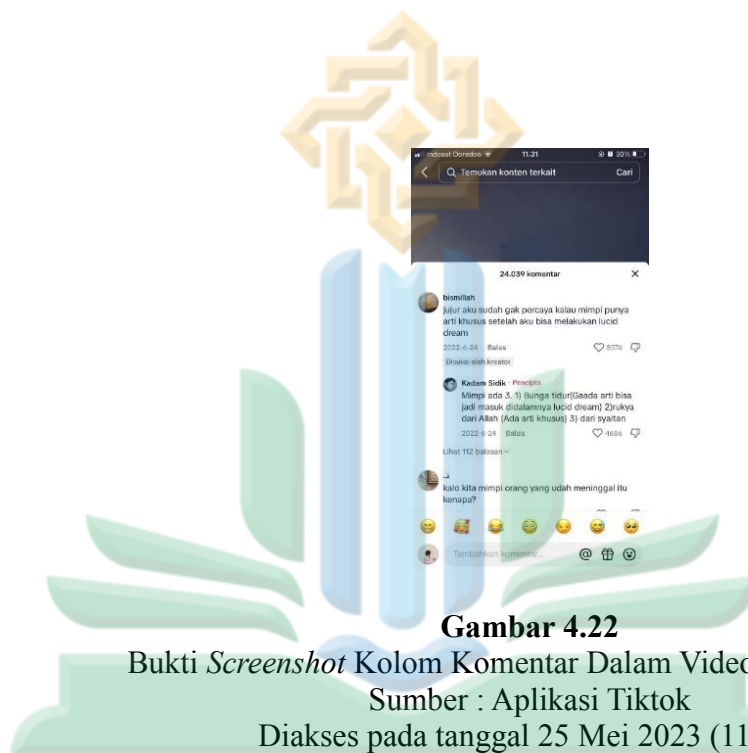 Indosat Ooredoo 11.31 30%
Temukan konten terkait Cari
24.039 komentar
bismillah
jujur aku sudah gak percaya kalau mimpi punya
arti khusus setelah aku bisa melakukan lucid
dream
2022-6-24 Balas 8076
Disukai oleh kreator
Kadam Sidik · Pencipta
Mimpi ada 3. 1) Bunga tidur(Gaada arti bisa
jadi masuk didalamnya lucid dream) 2)rukya
dari Allah (Ada arti khusus) 3) dari syaitan
2022-6-24 Balas 4686
Lihat 112 balasan
kalo kita mimpi orang yang udah meninggal itu
kenapa?
Tambahkan komentar...
Gambar 4.22
Bukti Screenshot Kolom Komentar Dalam Video
Sumber : Aplikasi Tiktok
Diakses pada tanggal 25 Mei 2023 (11